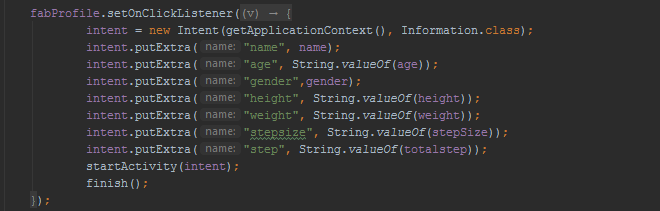 fabProfile.setOnClickListener((v) → {
intent = new Intent(getApplicationContext(), Information.class);
intent.putExtra( name: "name", name);
intent.putExtra( name: "age", String.valueOf(age));
intent.putExtra( name: "gender",gender);
intent.putExtra( name: "height", String.valueOf(height));
intent.putExtra( name: "weight", String.valueOf(weight));
intent.putExtra( name: "stepsize", String.valueOf(stepSize));
intent.putExtra( name: "step", String.valueOf(totalstep));
startActivity(intent);
finish();
});